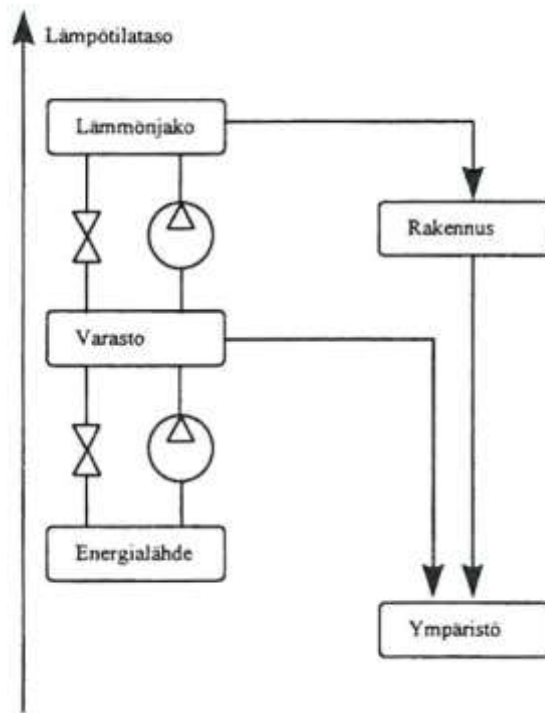 Lämpötilataso
Lämmönjako
Rakennus
Varasto
Energialähde
Ympäristö